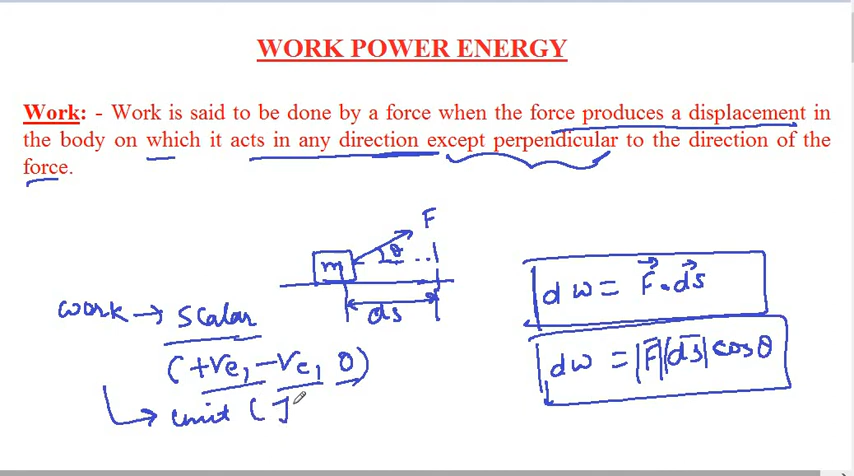 WORK POWER ENERGY
Work: - Work is said to be done by a force when the force produces a displacement in
the body on which it acts in any direction except perpendicular to the direction of the
force.
F
θ
m
ds
work → scalar
(+ve, -ve, 0)
→ unit ( J
dw = F⃗ . ds⃗
dw = |F̅| |d̅s̅| cos θ